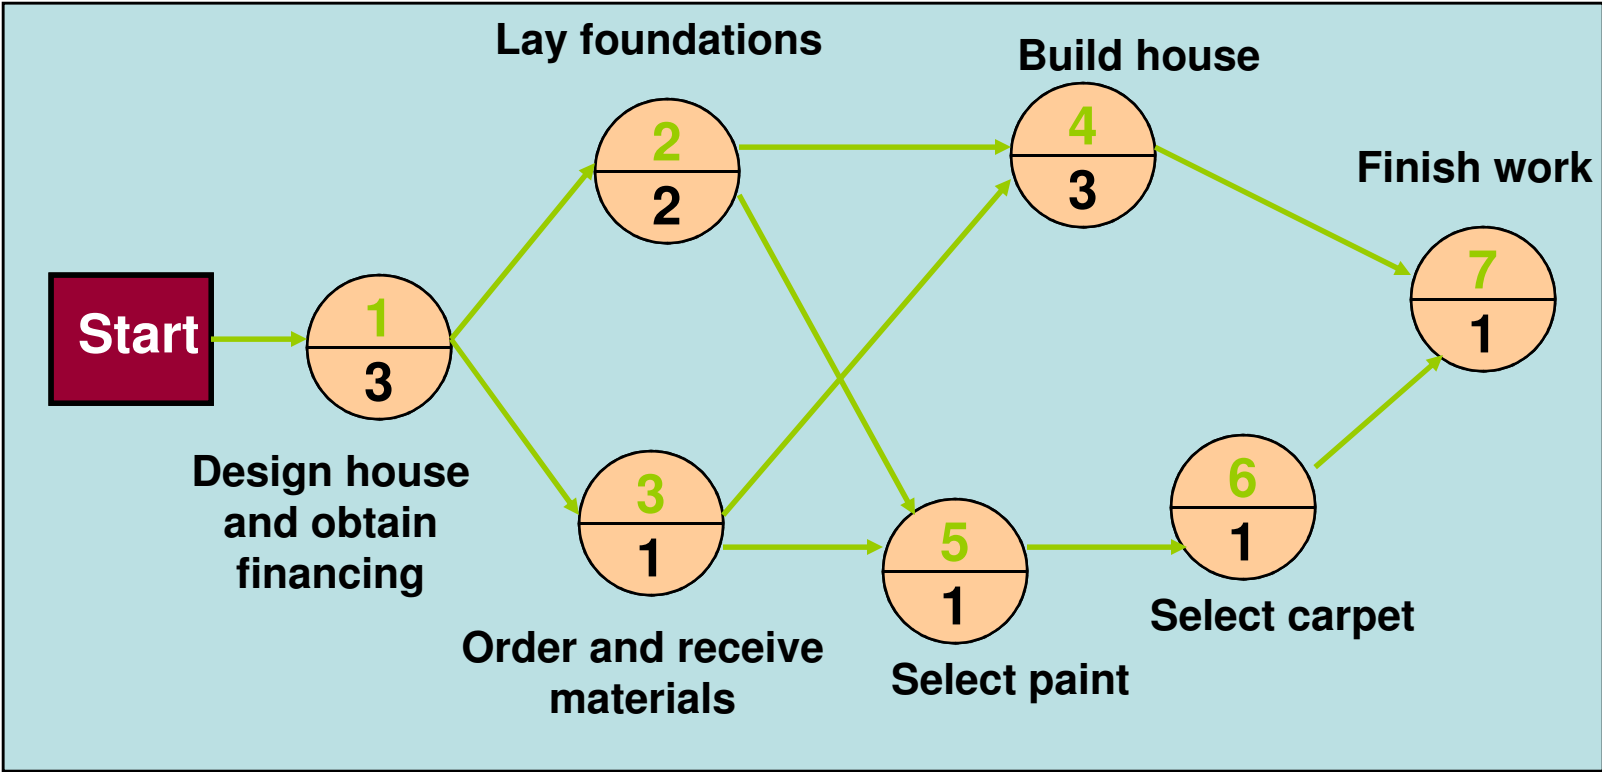 Lay foundations
Build house
Finish work
Start
1
3
2
2
4
3
7
1
Design house
and obtain
financing
3
1
5
1
6
1
Order and receive
materials
Select paint
Select carpet